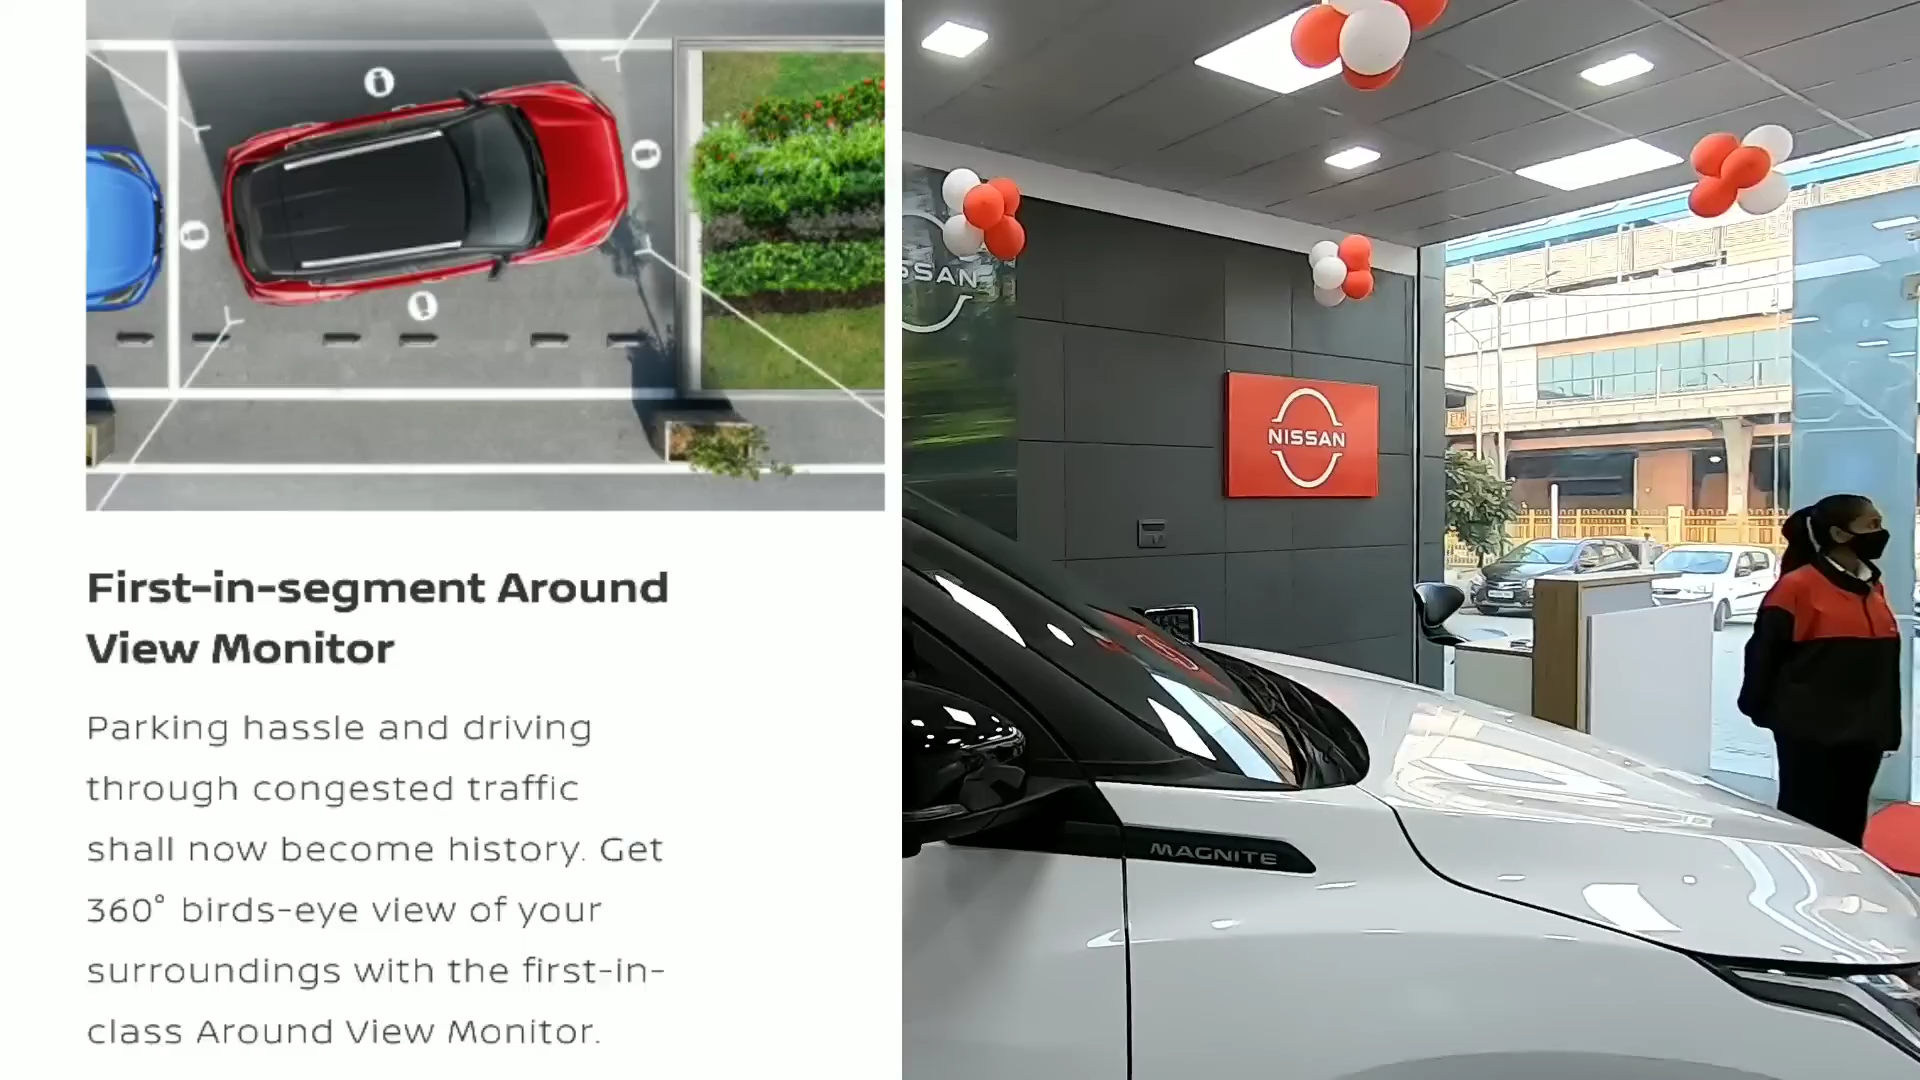 First-in-segment Around
View Monitor
Parking hassle and driving
through congested traffic
shall now become history. Get
360° birds-eye view of your
surroundings with the first-in-
class Around View Monitor.
SSAN
NISSAN
MAGNITE